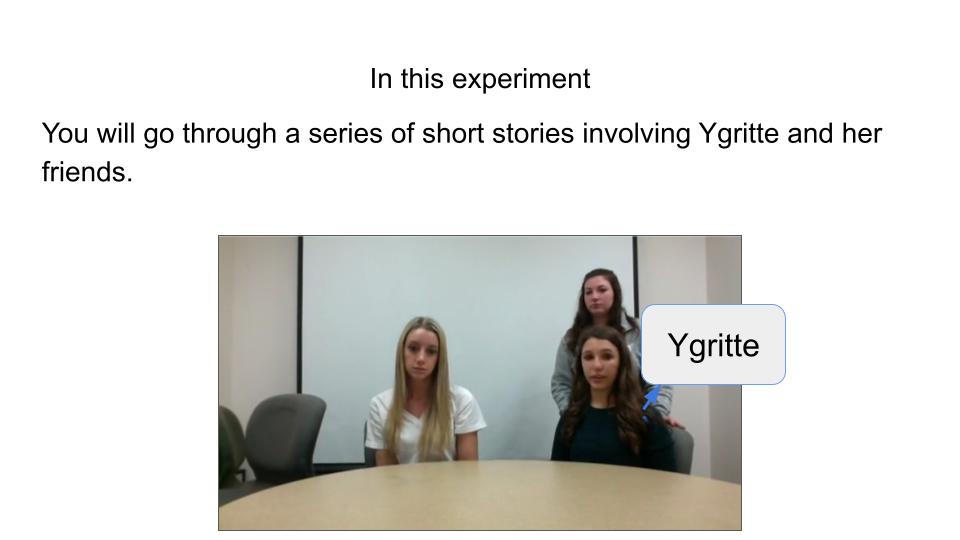 In this experiment
You will go through a series of short stories involving Ygritte and her
friends.
Ygritte